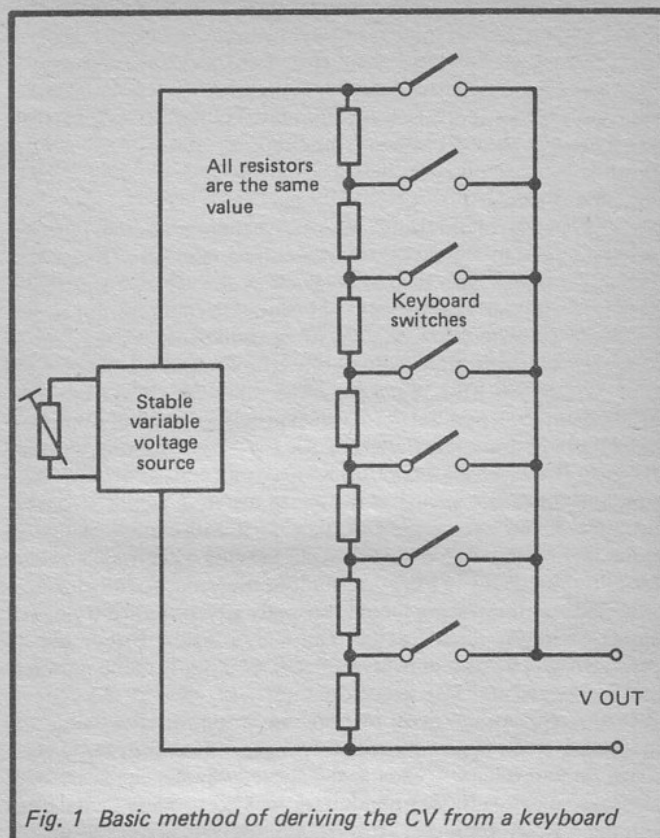 All resistors
are the same
value
Keyboard
switches
Stable
variable
voltage
source
V OUT
Fig. 1 Basic method of deriving the CV from a keyboard